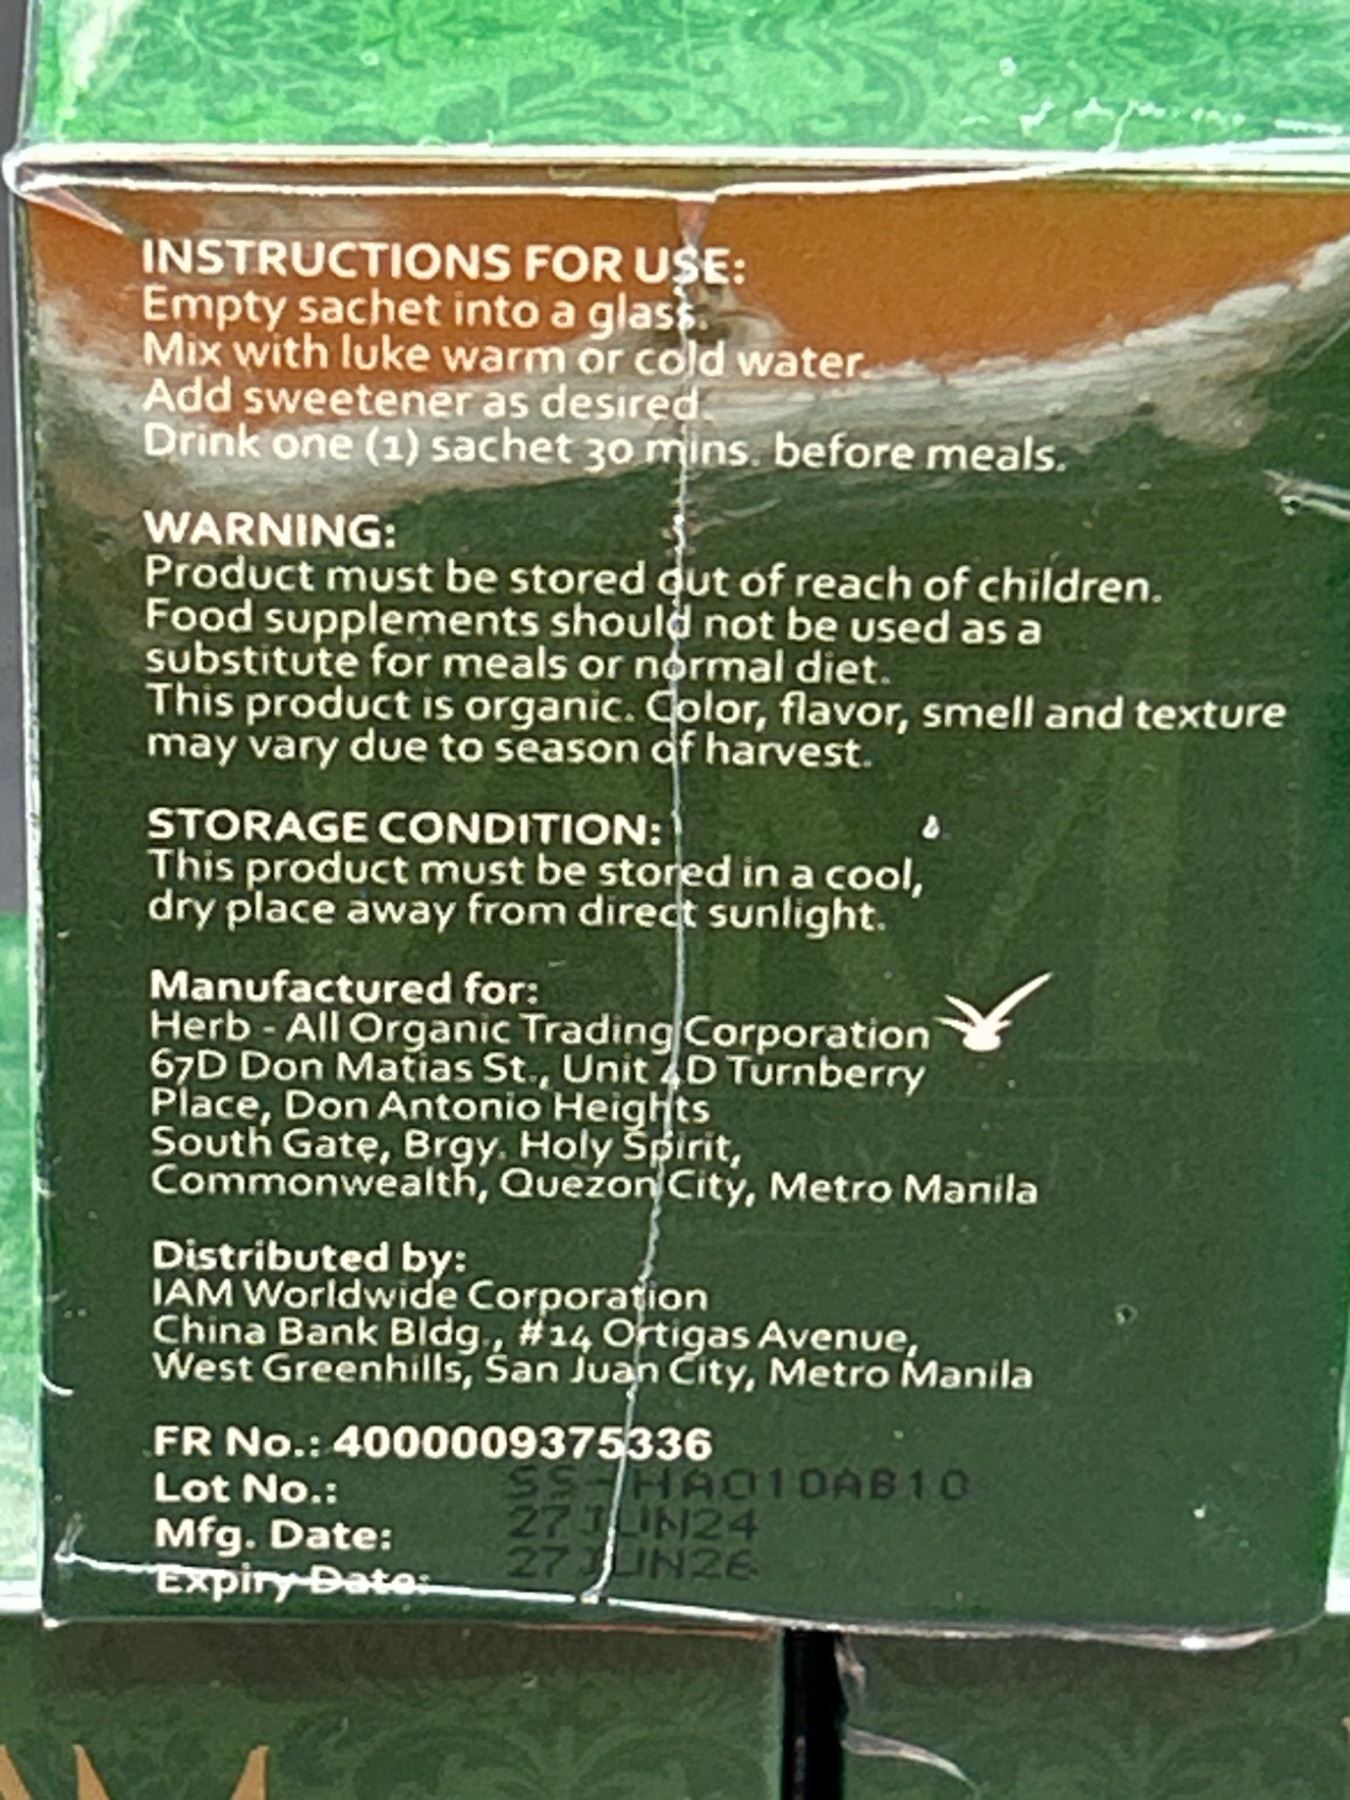 INSTRUCTIONS FOR USE:
Empty sachet into a glass.
Mix with luke warm or cold water.
Add sweetener as desired.
Drink one (1) sachet 30 mins. before meals.
WARNING:
Product must be stored out of reach of children.
Food supplements should not be used as a
substitute for meals or normal diet.
This product is organic. Color, flavor, smell and texture
may vary due to season of harvest.
STORAGE CONDITION:
This product must be stored in a cool,
dry place away from direct sunlight.
Manufactured for:
Herb - All Organic Trading Corporation
67D Don Matias St., Unit 4D Turnberry
Place, Don Antonio Heights
South Gate, Brgy. Holy Spirit,
Commonwealth, Quezon City, Metro Manila
Distributed by:
IAM Worldwide Corporation
China Bank Bldg., #14 Ortigas Avenue,
West Greenhills, San Juan City, Metro Manila
FR No.: 4000009375336
Lot No.: SS-HA010AB10
Mfg. Date: 27JUN24
Expiry Date: 27JUN26